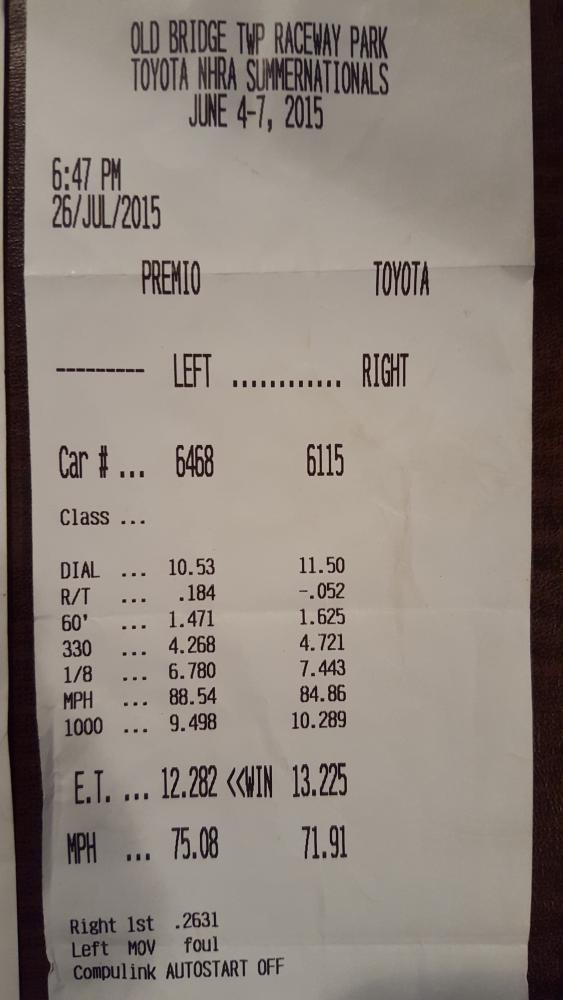 OLD BRIDGE TWP RACEWAY PARK
TOYOTA NHRA SUMMERNATIONALS
JUNE 4-7, 2015
6:47 PM
26/JUL/2015
PREMIO TOYOTA
--------- LEFT ............ RIGHT
Car # ... 6468 6115
Class ...
DIAL ... 10.53 11.50
R/T ... .184 -.052
60' ... 1.471 1.625
330 ... 4.268 4.721
1/8 ... 6.780 7.443
MPH ... 88.54 84.86
1000 ... 9.498 10.289
E.T. ... 12.282 <<WIN 13.225
MPH ... 75.08 71.91
Right 1st .2631
Left MOV foul
Compulink AUTOSTART OFF